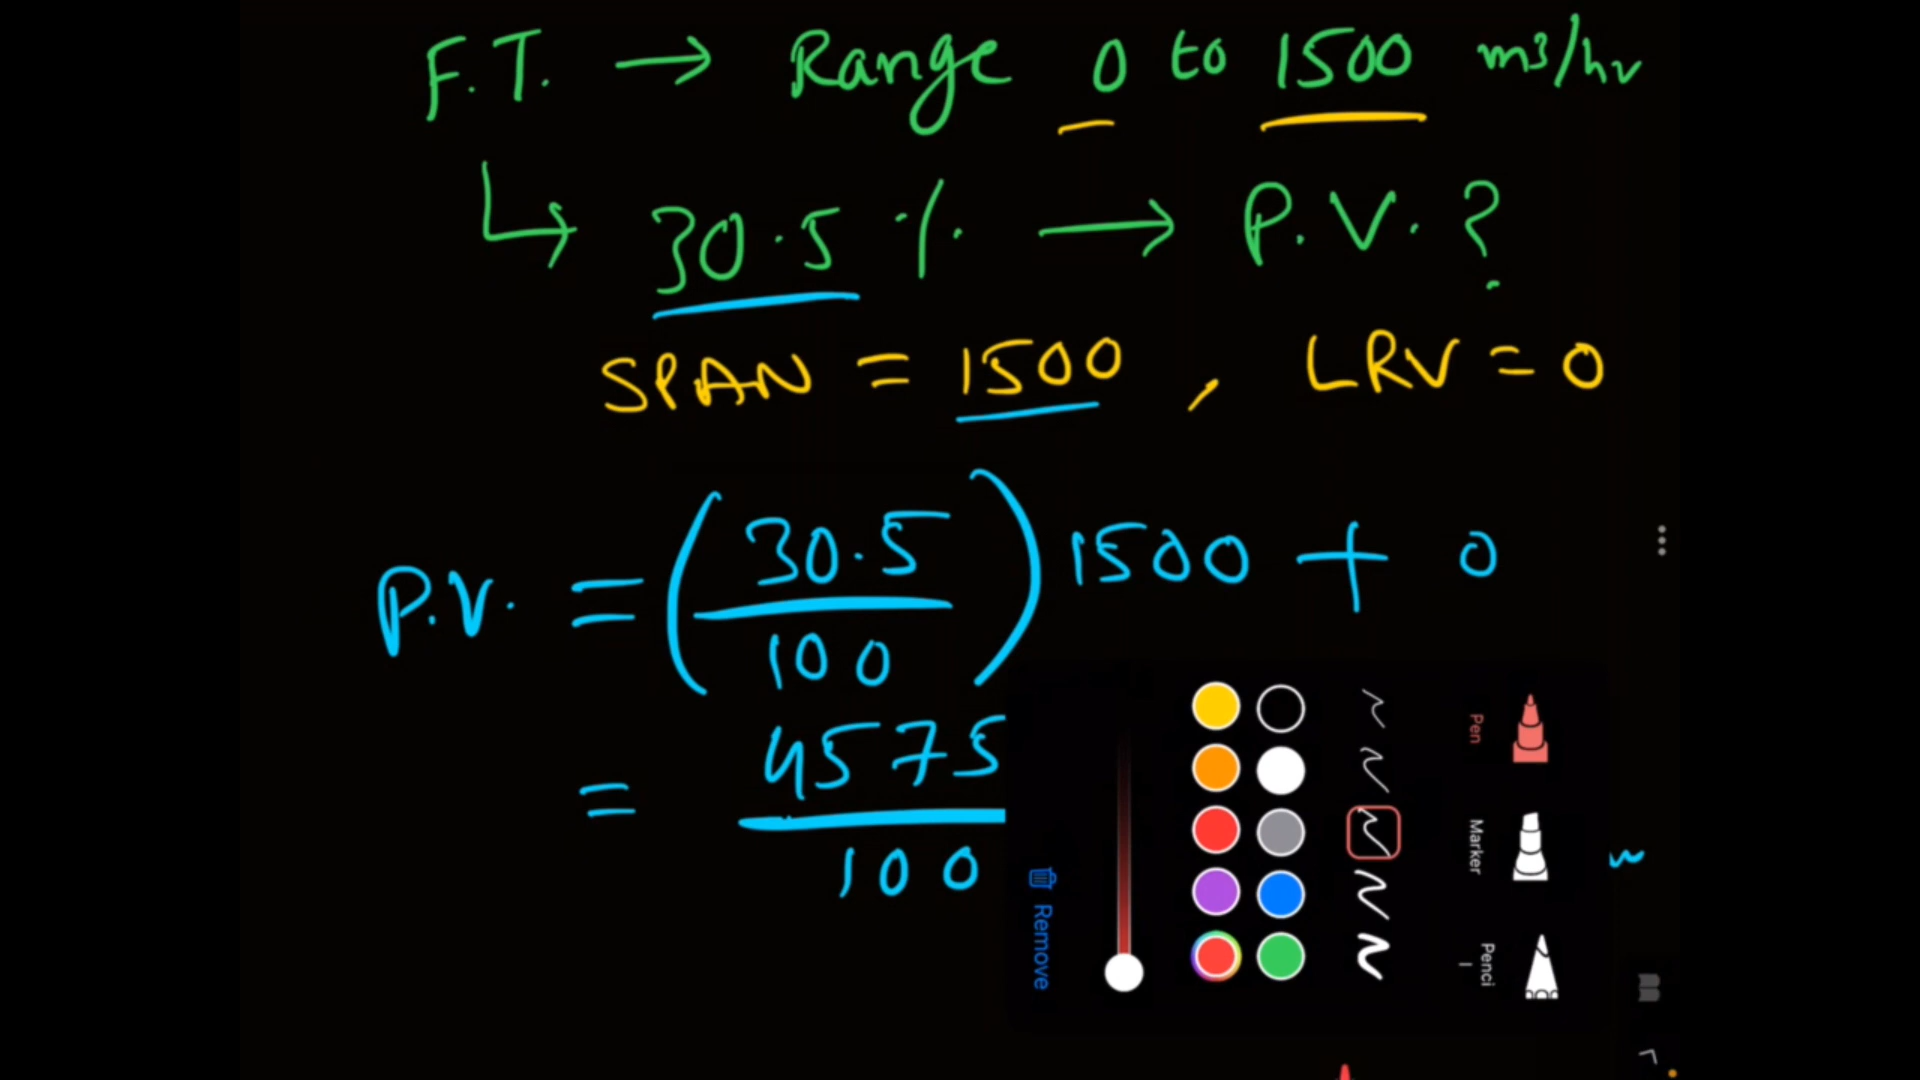 F.T. → Range 0 to 1500 m³/hr
↳ 30.5 % → P.V. ?
SPAN = 1500 , LRV = 0
P.V. = (30.5/100) 1500 + 0
= 4575/100
Pen
Marker
Penci
l
Remove